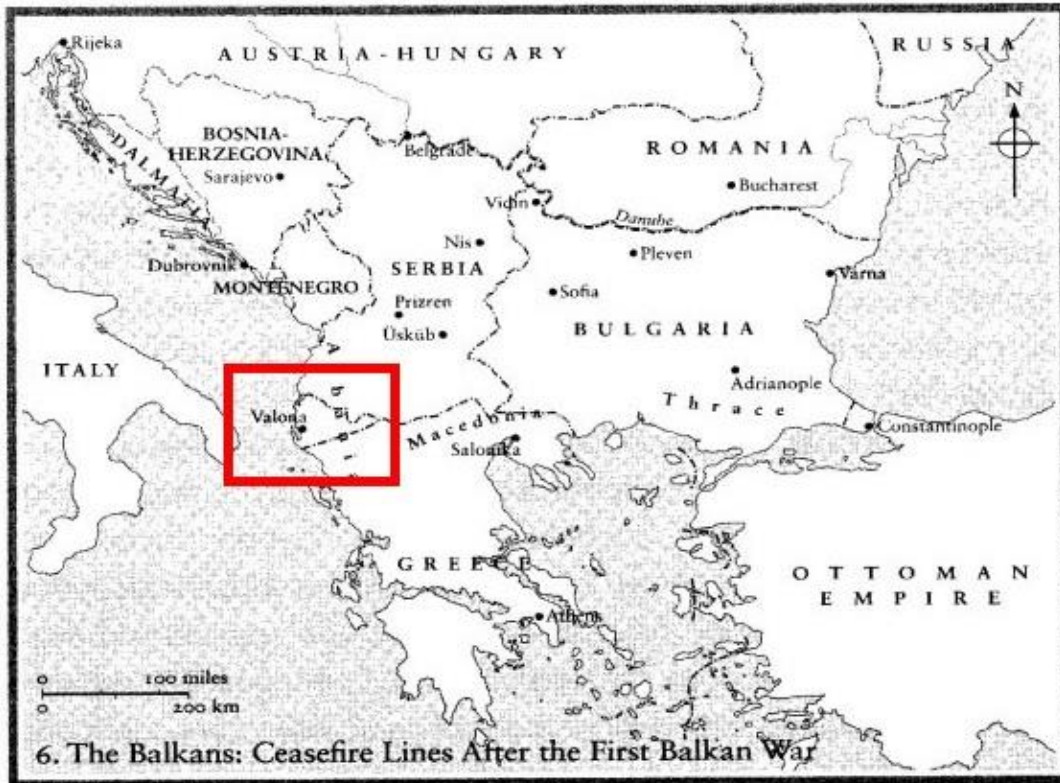 Rijeka
AUSTRIA-HUNGARY
RUSSIA
N
DALMATIA
BOSNIA-
HERZEGOVINA
Sarajevo
Belgrade
ROMANIA
Bucharest
Vidin
Danube
Nis
Pleven
Dubrovnik
MONTENEGRO
SERBIA
Sofia
Varna
Prizren
Üsküb
BULGARIA
ITALY
Adrianople
Thrace
Valona
Macedonia
Salonika
Constantinople
GREECE
OTTOMAN
EMPIRE
Athens
0 100 miles
0 200 km
6. The Balkans: Ceasefire Lines After the First Balkan War